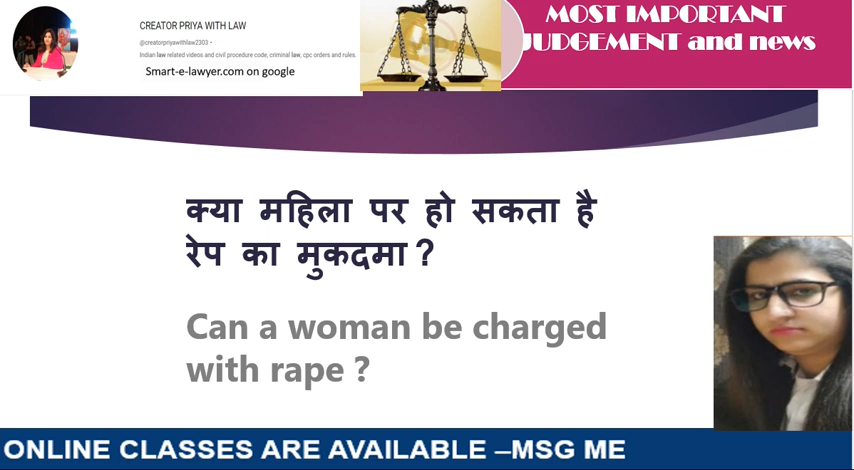 CREATOR PRIYA WITH LAW
@creatorpriyawithlaw2303 •
Indian law related videos and civil procedure code, criminal law, cpc orders and rules.
Smart-e-lawyer.com on google
MOST IMPORTANT
JUDGEMENT and news
क्या महिला पर हो सकता है
रेप का मुकदमा ?
Can a woman be charged
with rape ?
ONLINE CLASSES ARE AVAILABLE –MSG ME